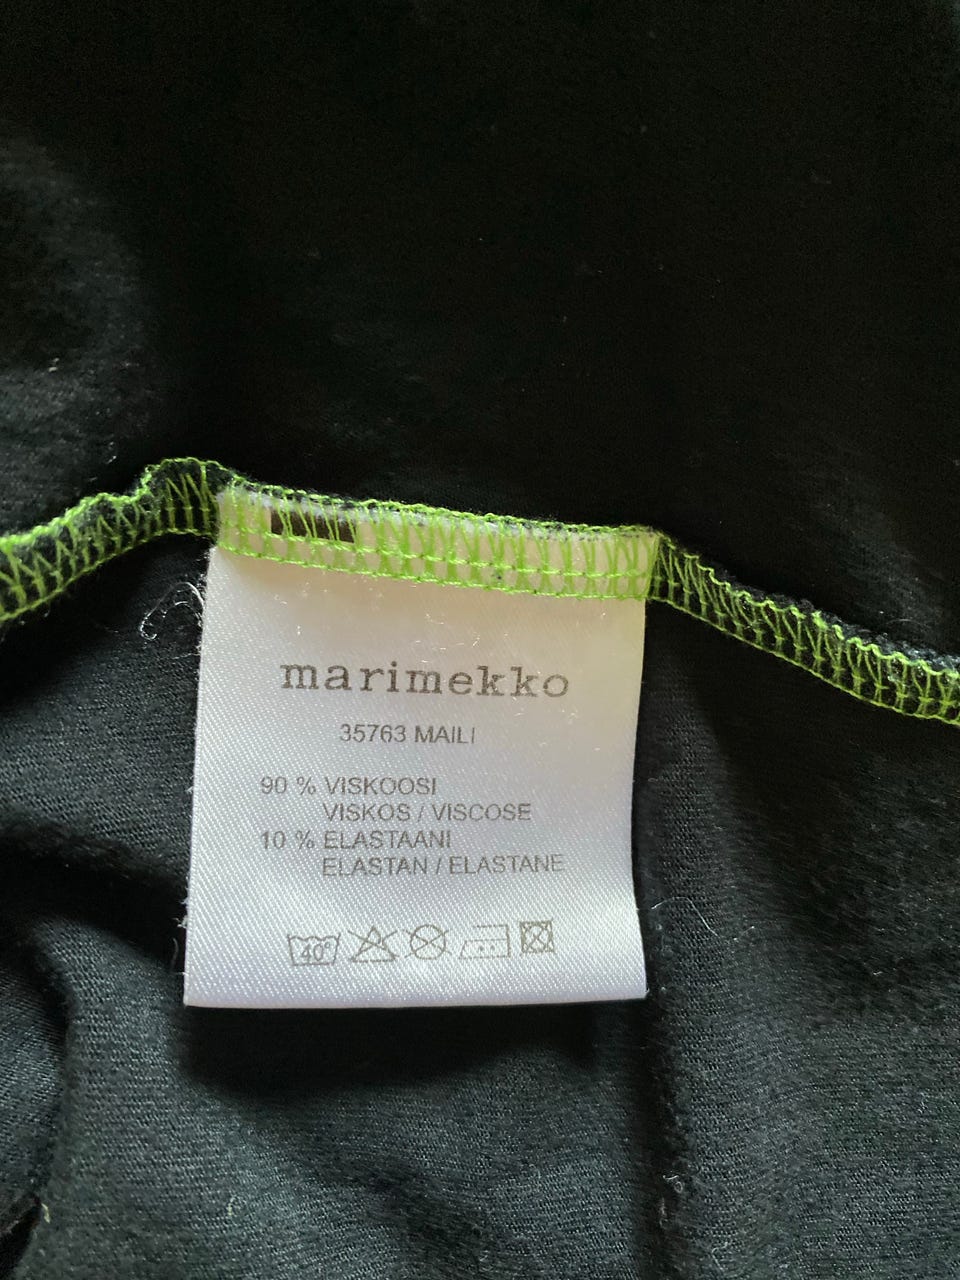 marimekko
35763 MAILI
90 % VISKOOSI
VISKOS / VISCOSE
10 % ELASTAANI
ELASTAN / ELASTANE
40°